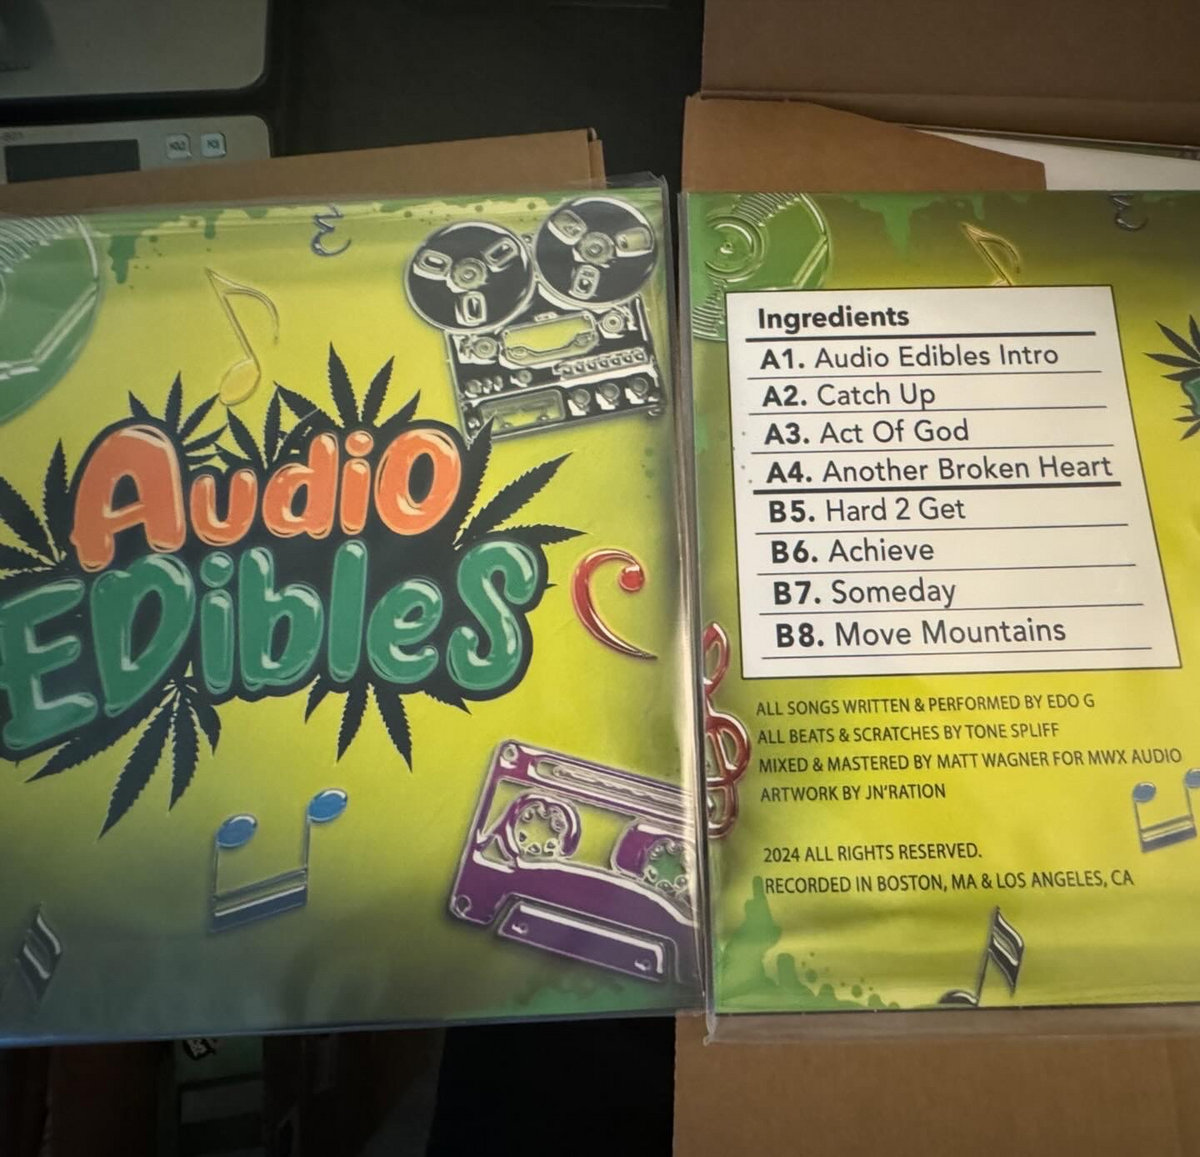 Audio
EDibles
Ingredients
A1. Audio Edibles Intro
A2. Catch Up
A3. Act Of God
A4. Another Broken Heart
B5. Hard 2 Get
B6. Achieve
B7. Someday
B8. Move Mountains
ALL SONGS WRITTEN & PERFORMED BY EDO G
ALL BEATS & SCRATCHES BY TONE SPLIFF
MIXED & MASTERED BY MATT WAGNER FOR MWX AUDIO
ARTWORK BY JN'RATION
2024 ALL RIGHTS RESERVED.
RECORDED IN BOSTON, MA & LOS ANGELES, CA